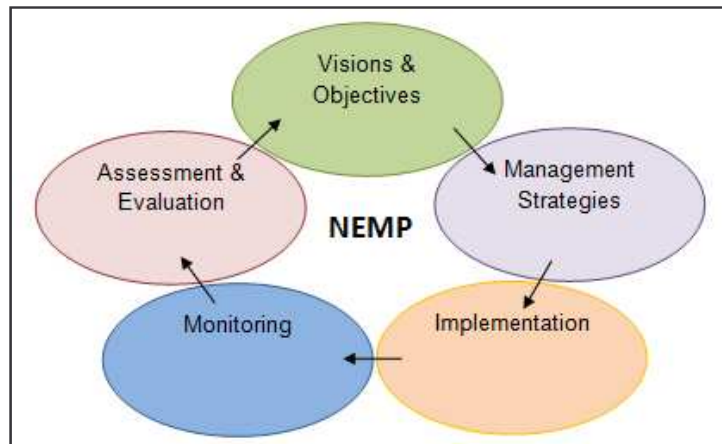 Visions &
Objectives
Assessment &
Evaluation
Management
Strategies
NEMP
Monitoring
Implementation